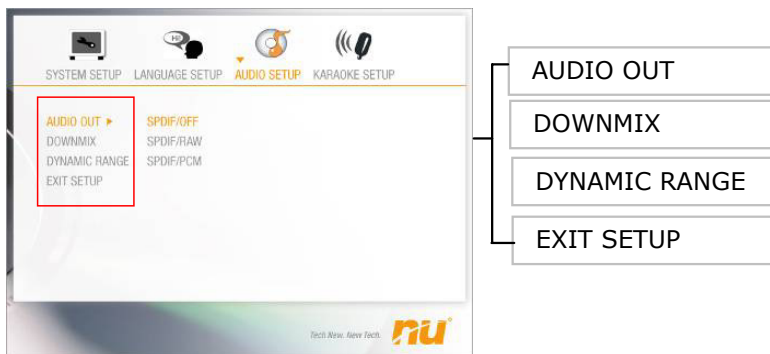 Hi!
SYSTEM SETUP LANGUAGE SETUP AUDIO SETUP KARAOKE SETUP
AUDIO OUT SPDIF/OFF
DOWNMIX SPDIF/RAW
DYNAMIC RANGE SPDIF/PCM
EXIT SETUP
Tech New. New Tech. nu
AUDIO OUT
DOWNMIX
DYNAMIC RANGE
EXIT SETUP